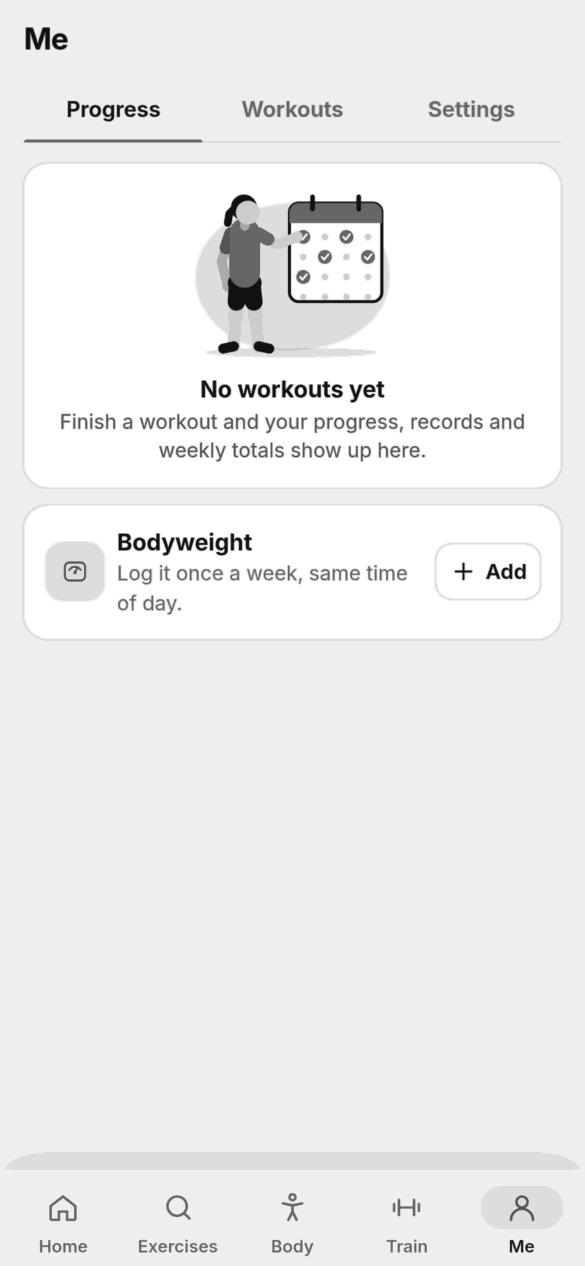 Me
Progress
Workouts
Settings
No workouts yet
Finish a workout and your progress, records and
weekly totals show up here.
Bodyweight
Log it once a week, same time
of day.
Add
Home
Exercises
Body
Train
Me